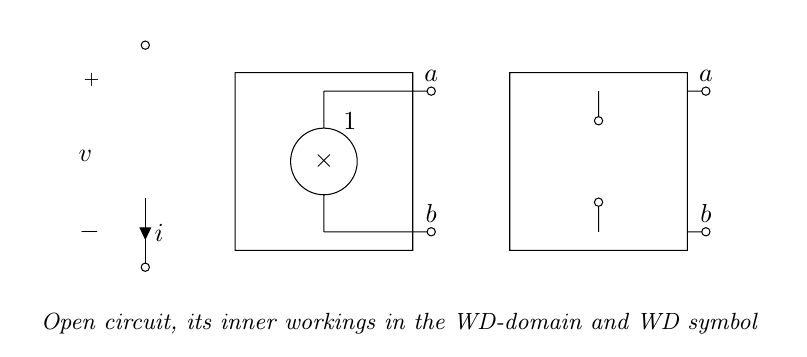 +
v
−
i
×
1
a
b
a
b
Open circuit, its inner workings in the WD-domain and WD symbol